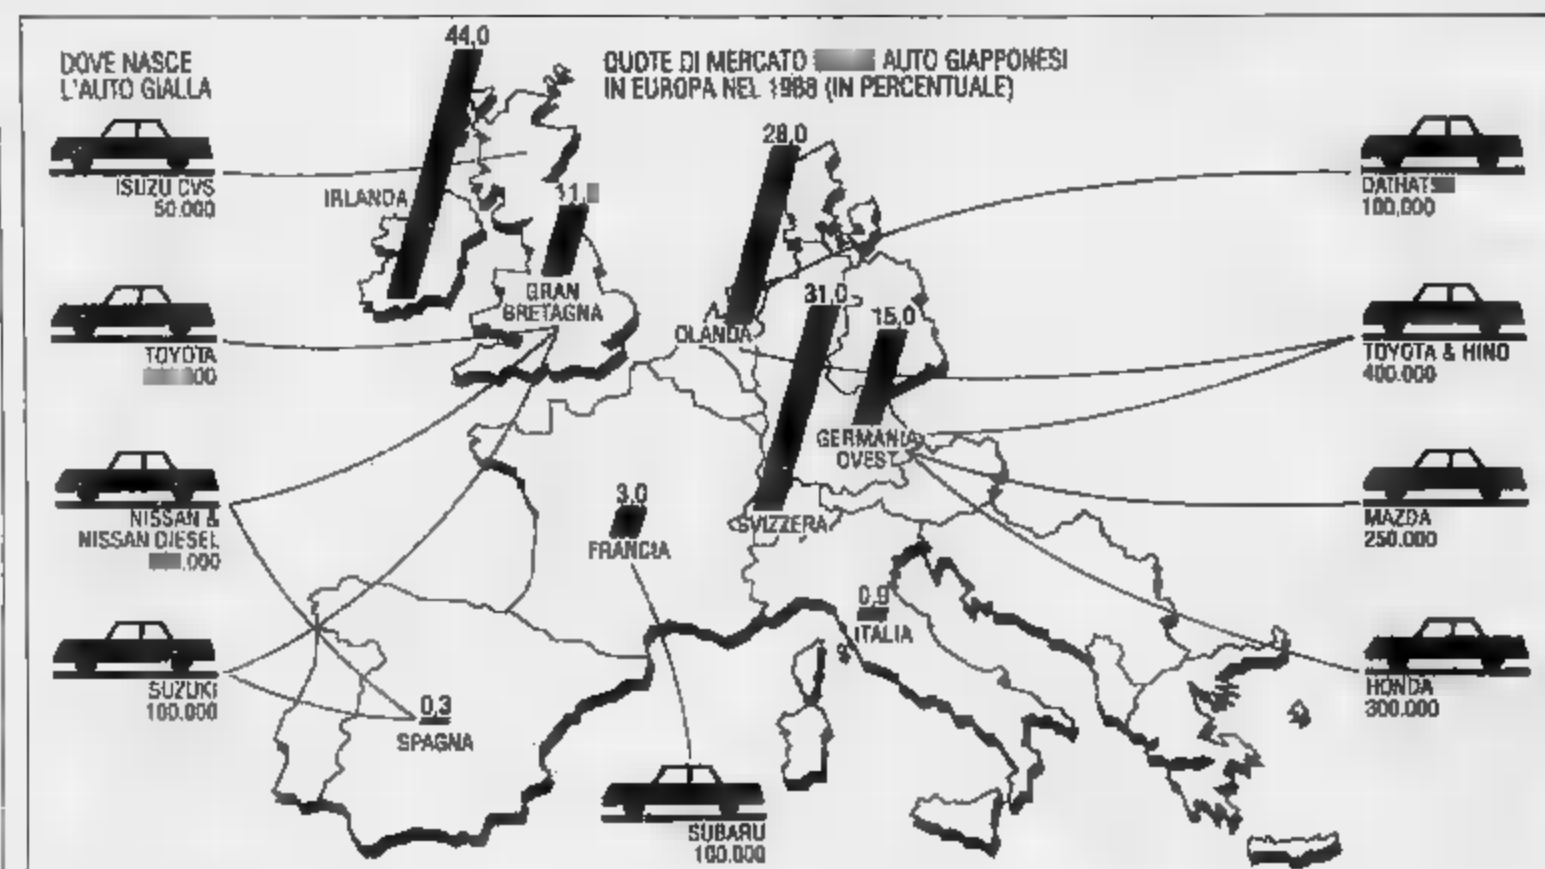 DOVE NASCE
L'AUTO GIALLA
QUOTE DI MERCATO AUTO GIAPPONESI
IN EUROPA NEL 1988 (IN PERCENTUALE)
44,0
IRLANDA
GRAN
BRETAGNA
28,0
OLANDA
31,0
SVIZZERA
15,0
GERMANIA
OVEST
3,0
FRANCIA
0,9
ITALIA
0,3
SPAGNA
ISUZU CVS
50.000
TOYOTA
NISSAN &
NISSAN DIESEL
SUZUKI
100.000
SUBARU
100.000
100.000
TOYOTA & HINO
400.000
MAZDA
250.000
HONDA
300.000